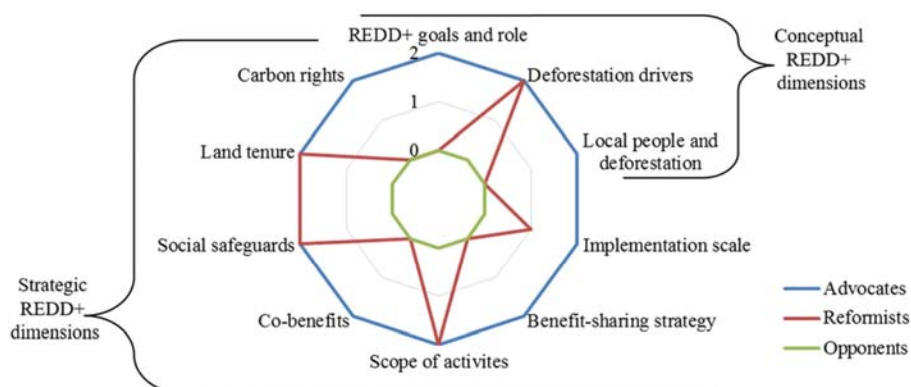 REDD+ goals and role
Conceptual
REDD+
dimensions
2
Carbon rights
Deforestation drivers
1
Land tenure
0
Local people and
deforestation
Social safeguards
Implementation scale
Strategic
REDD+
dimensions
Co-benefits
Benefit-sharing strategy
Scope of activites
Advocates
Reformists
Opponents